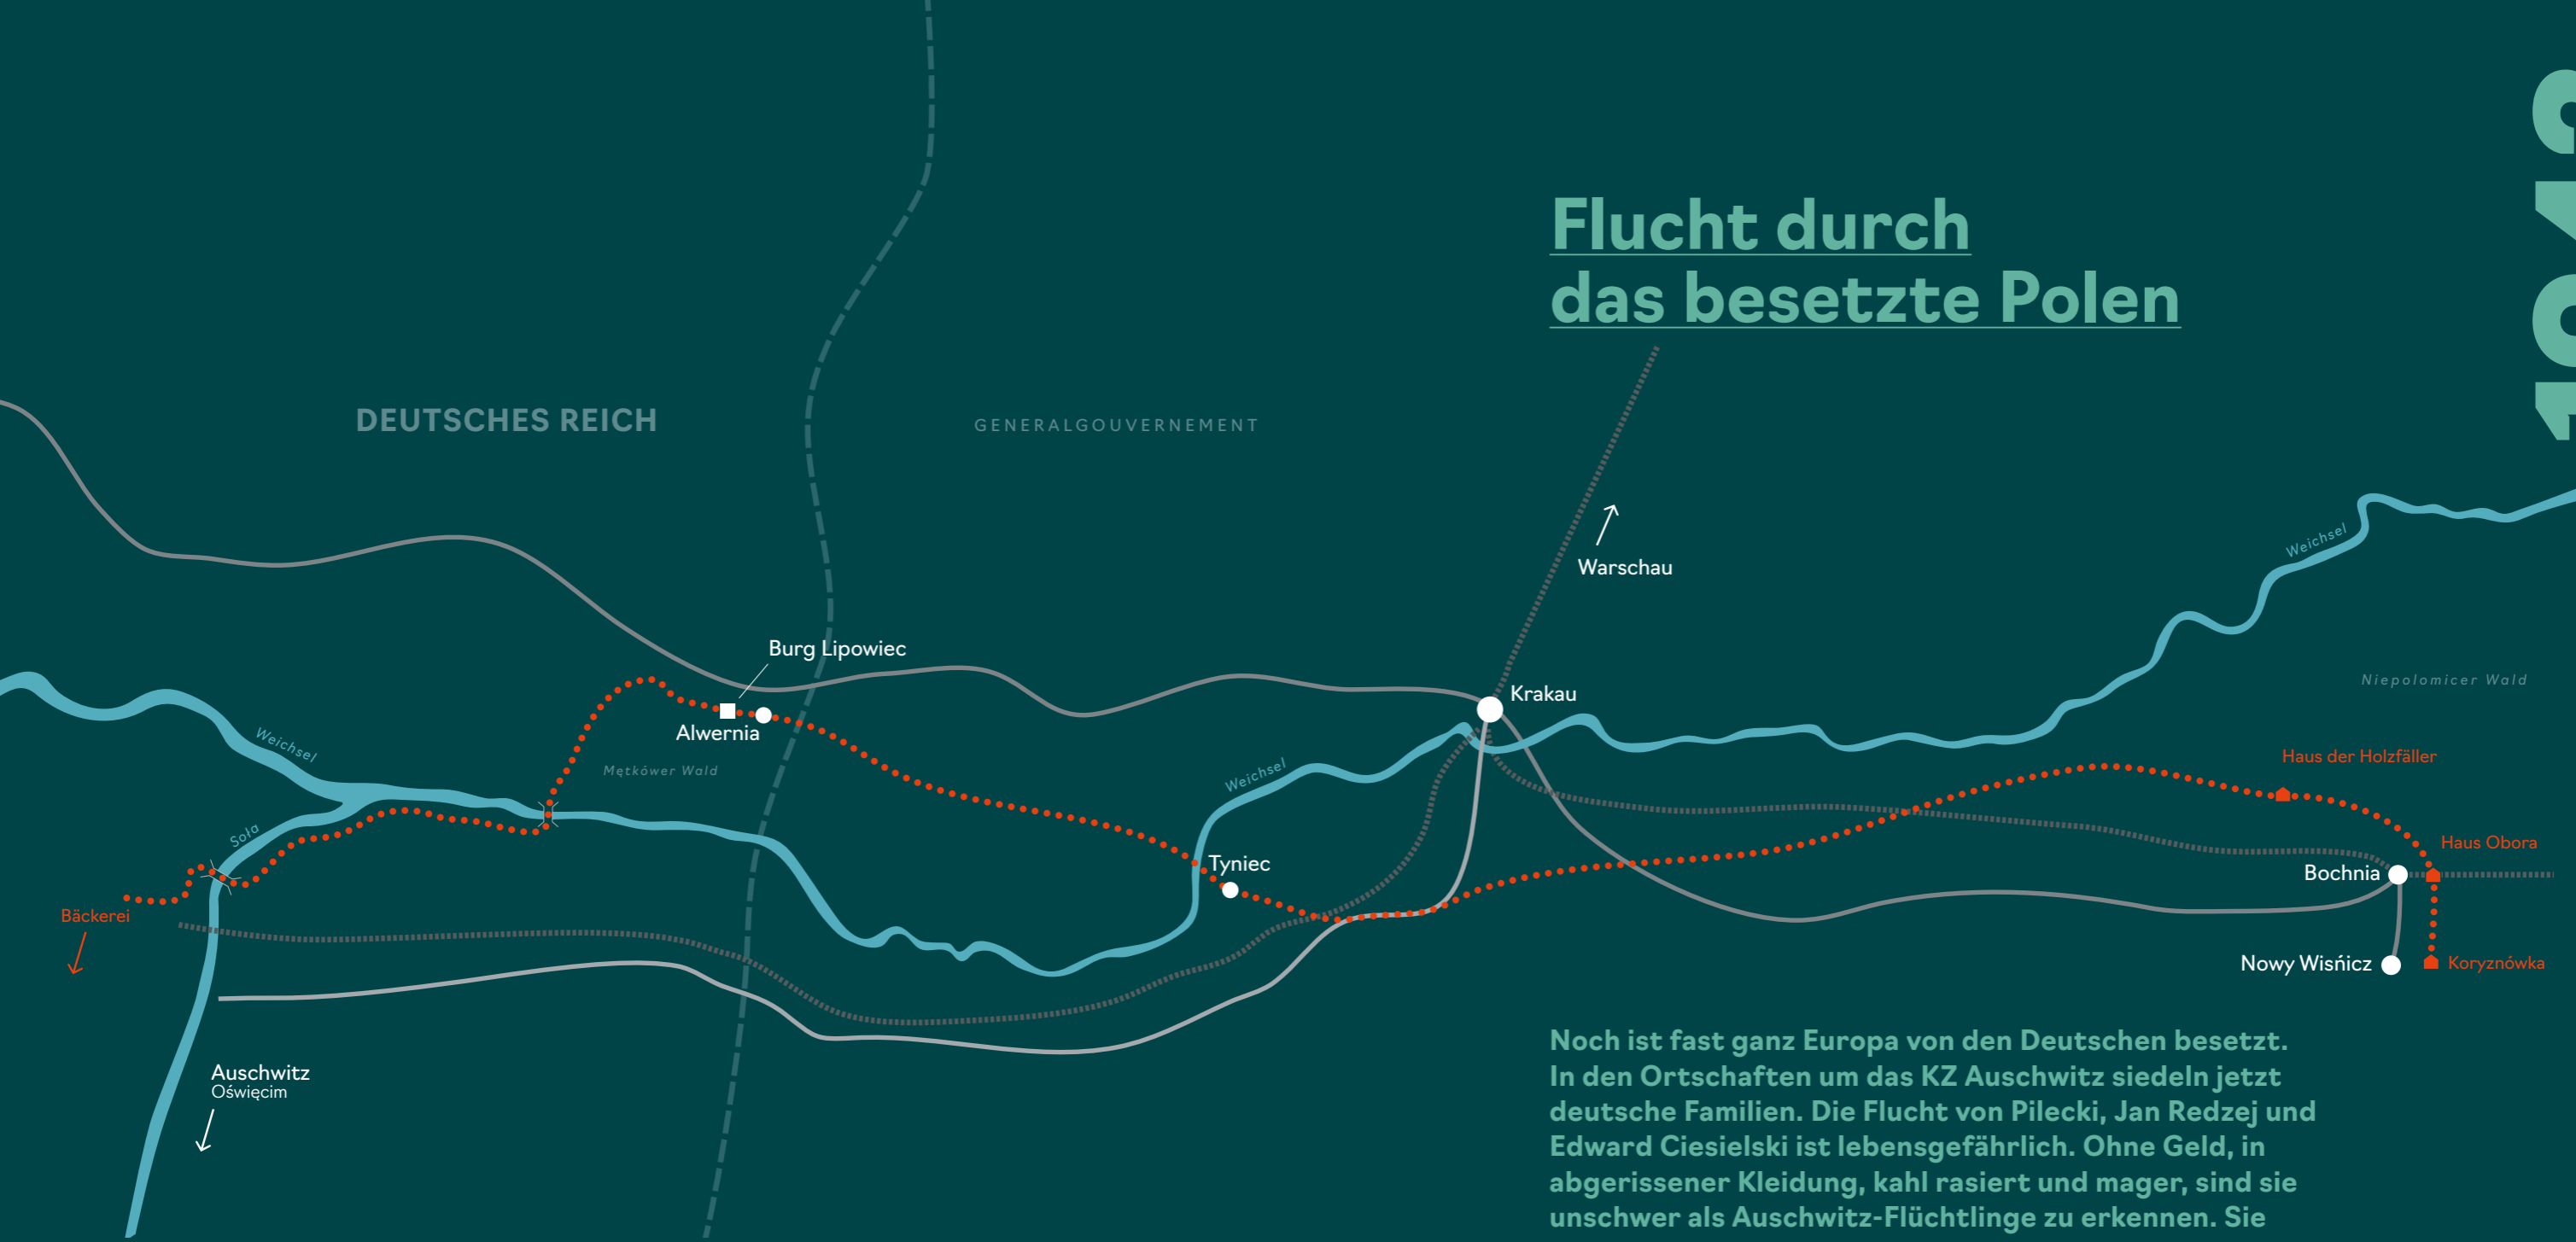 Flucht durch
das besetzte Polen
DEUTSCHES REICH
GENERALGOUVERNEMENT
Warschau
Weichsel
Burg Lipowiec
Krakau
Niepolomicer Wald
Alwernia
Weichsel
Mętkówer Wald
Weichsel
Haus der Holzfäller
Soła
Tyniec
Haus Obora
Bochnia
Bäckerei
Nowy Wisńicz
Koryznówka
Auschwitz
Oświęcim
Noch ist fast ganz Europa von den Deutschen besetzt.
In den Ortschaften um das KZ Auschwitz siedeln jetzt
deutsche Familien. Die Flucht von Pilecki, Jan Redzej und
Edward Ciesielski ist lebensgefährlich. Ohne Geld, in
abgerissener Kleidung, kahl rasiert und mager, sind sie
unschwer als Auschwitz-Flüchtlinge zu erkennen. Sie